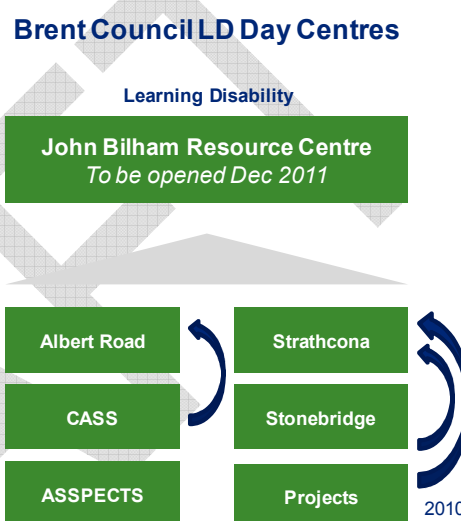 Brent Council LD Day Centres
Learning Disability
John Bilham Resource Centre
To be opened Dec 2011
Albert Road
Strathcona
CASS
Stonebridge
ASSPECTS
Projects
2010